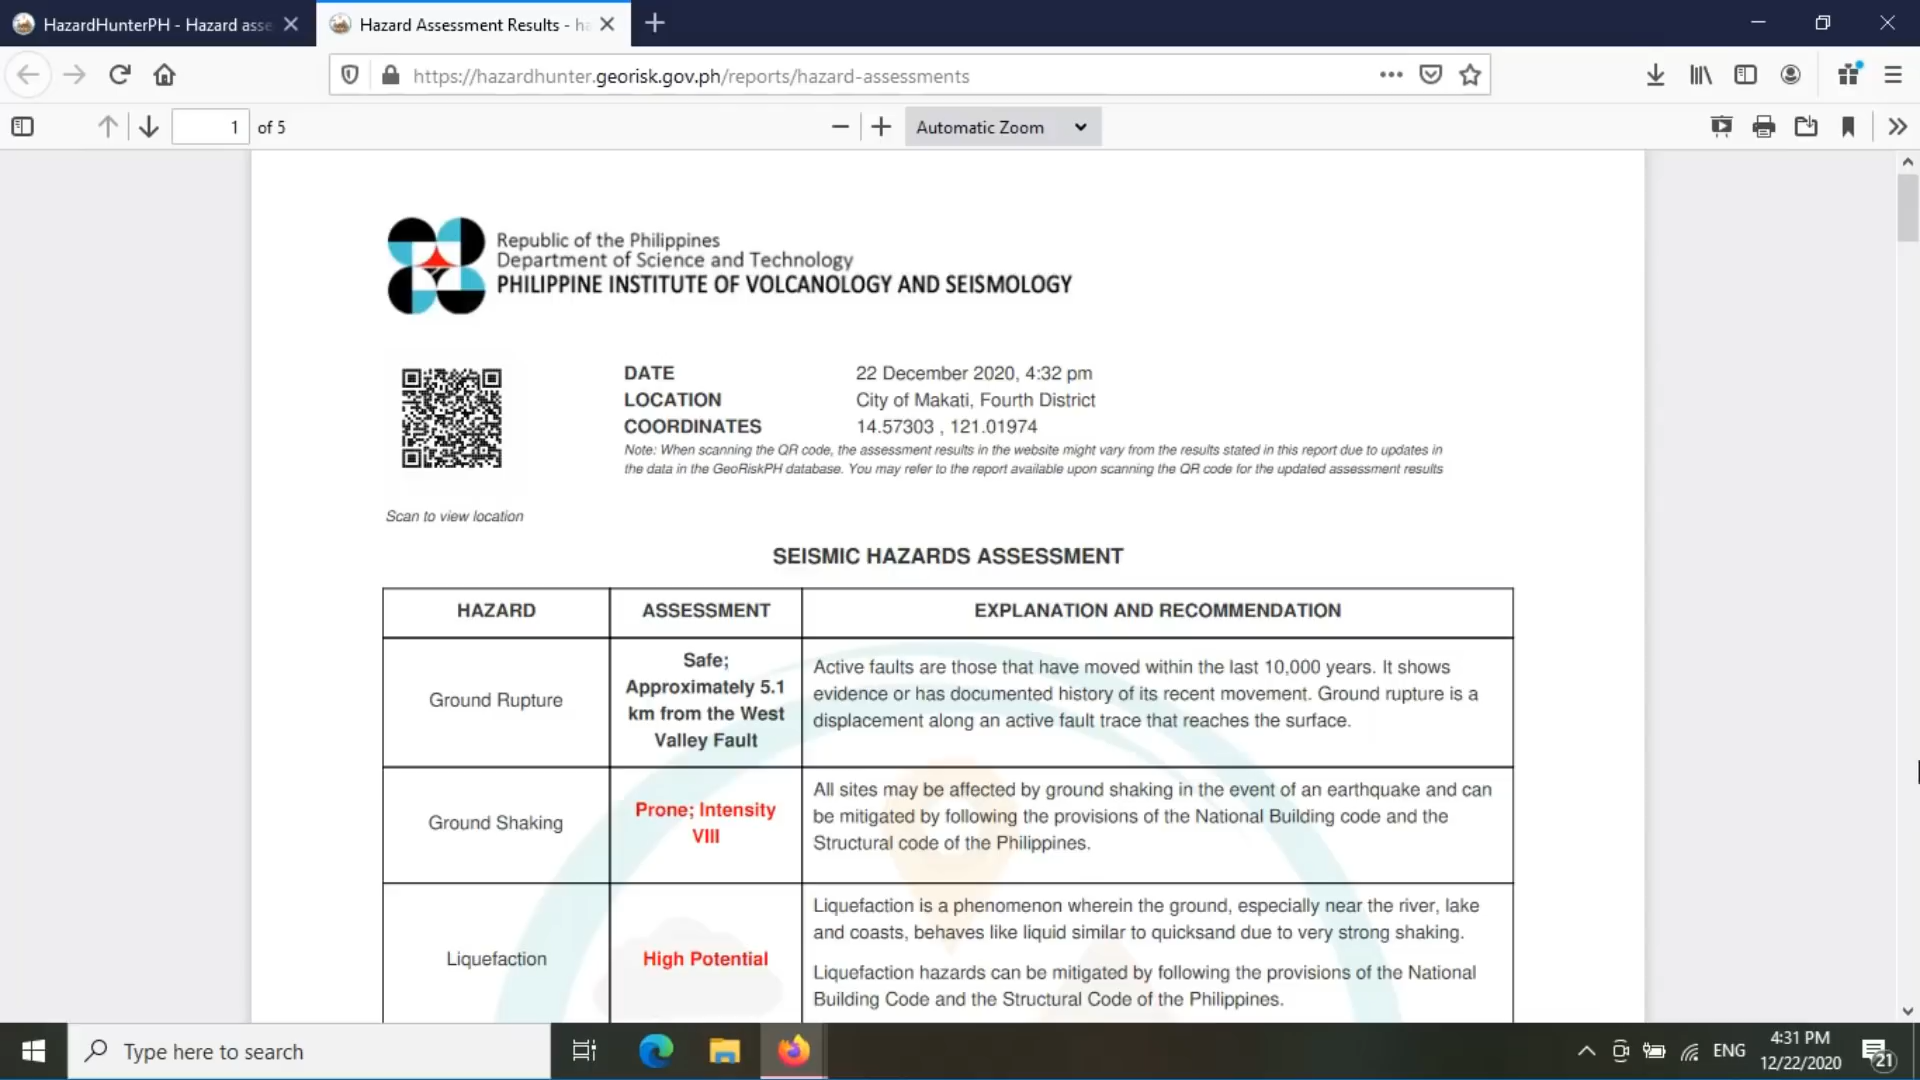 HazardHunterPH - Hazard asse
Hazard Assessment Results - ha
https://hazardhunter.georisk.gov.ph/reports/hazard-assessments
1 of 5
Automatic Zoom
Republic of the Philippines
Department of Science and Technology
PHILIPPINE INSTITUTE OF VOLCANOLOGY AND SEISMOLOGY
DATE 22 December 2020, 4:32 pm
LOCATION City of Makati, Fourth District
COORDINATES 14.57303 , 121.01974
Note: When scanning the QR code, the assessment results in the website might vary from the results stated in this report due to updates in
the data in the GeoRiskPH database. You may refer to the report available upon scanning the QR code for the updated assessment results
Scan to view location
SEISMIC HAZARDS ASSESSMENT
HAZARD ASSESSMENT EXPLANATION AND RECOMMENDATION
Ground Rupture
Safe;
Approximately 5.1
km from the West
Valley Fault
Active faults are those that have moved within the last 10,000 years. It shows
evidence or has documented history of its recent movement. Ground rupture is a
displacement along an active fault trace that reaches the surface.
Ground Shaking
Prone; Intensity
VIII
All sites may be affected by ground shaking in the event of an earthquake and can
be mitigated by following the provisions of the National Building code and the
Structural code of the Philippines.
Liquefaction
High Potential
Liquefaction is a phenomenon wherein the ground, especially near the river, lake
and coasts, behaves like liquid similar to quicksand due to very strong shaking.
Liquefaction hazards can be mitigated by following the provisions of the National
Building Code and the Structural Code of the Philippines.
Type here to search
ENG
4:31 PM
12/22/2020
21